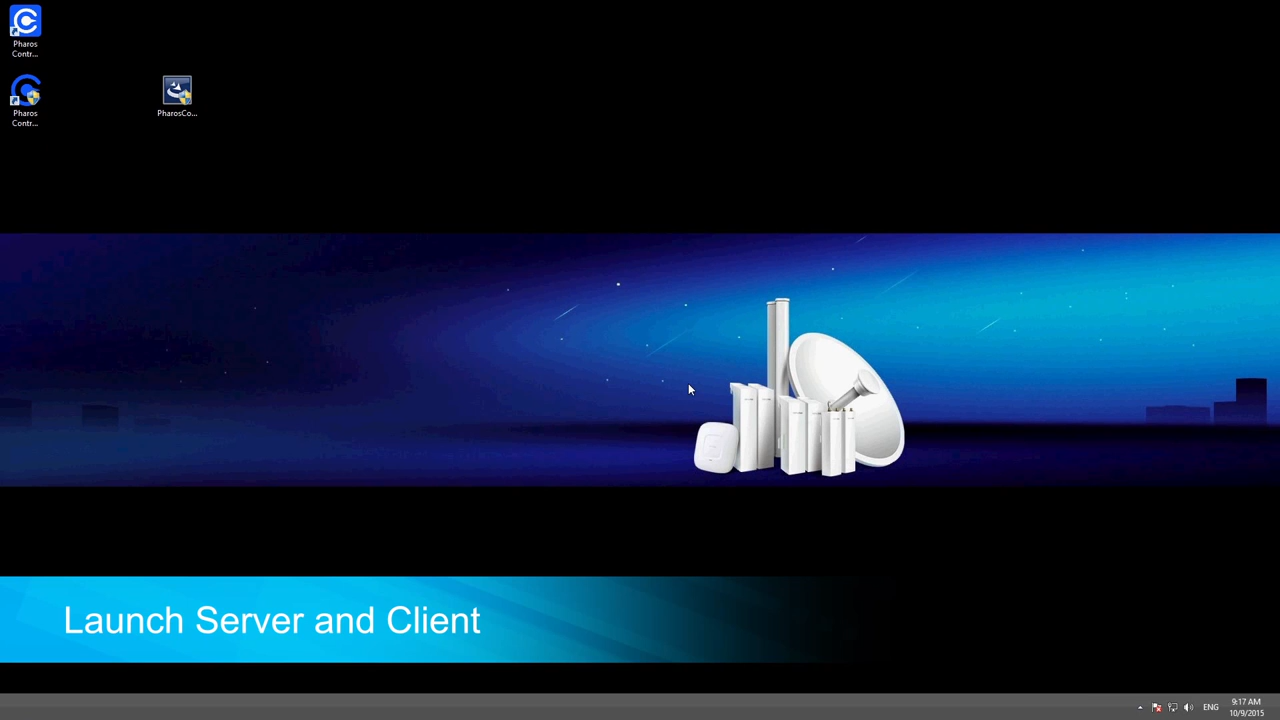 Pharos
Contr...
Pharos
Contr...
PharosCo...
Launch Server and Client
ENG
9:17 AM
10/9/2015